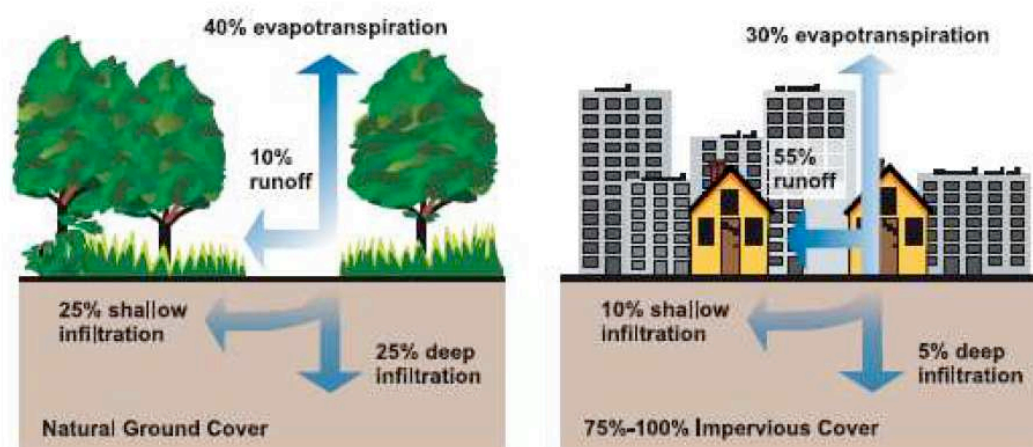 40% evapotranspiration
10%
runoff
25% shallow
infiltration
25% deep
infiltration
Natural Ground Cover
30% evapotranspiration
55%
runoff
10% shallow
infiltration
5% deep
infiltration
75%-100% Impervious Cover